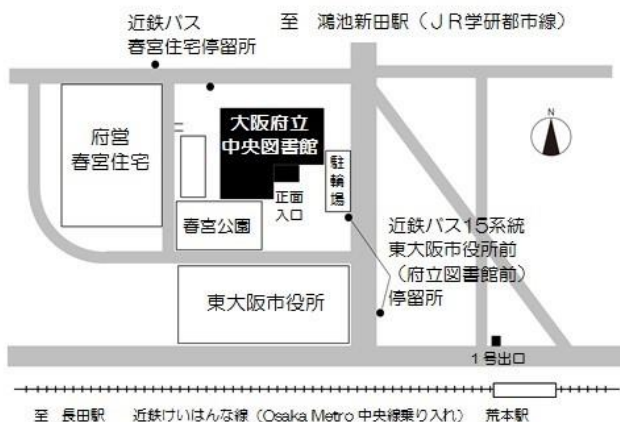 近鉄バス
春宮住宅停留所
至 鴻池新田駅（ＪＲ学研都市線）
N
府営
春宮住宅
大阪府立
中央図書館
駐輪場
正面
入口
春宮公園
近鉄バス15系統
東大阪市役所前
（府立図書館前）
停留所
東大阪市役所
１号出口
至 長田駅 近鉄けいはんな線（Osaka Metro 中央線乗り入れ） 荒本駅